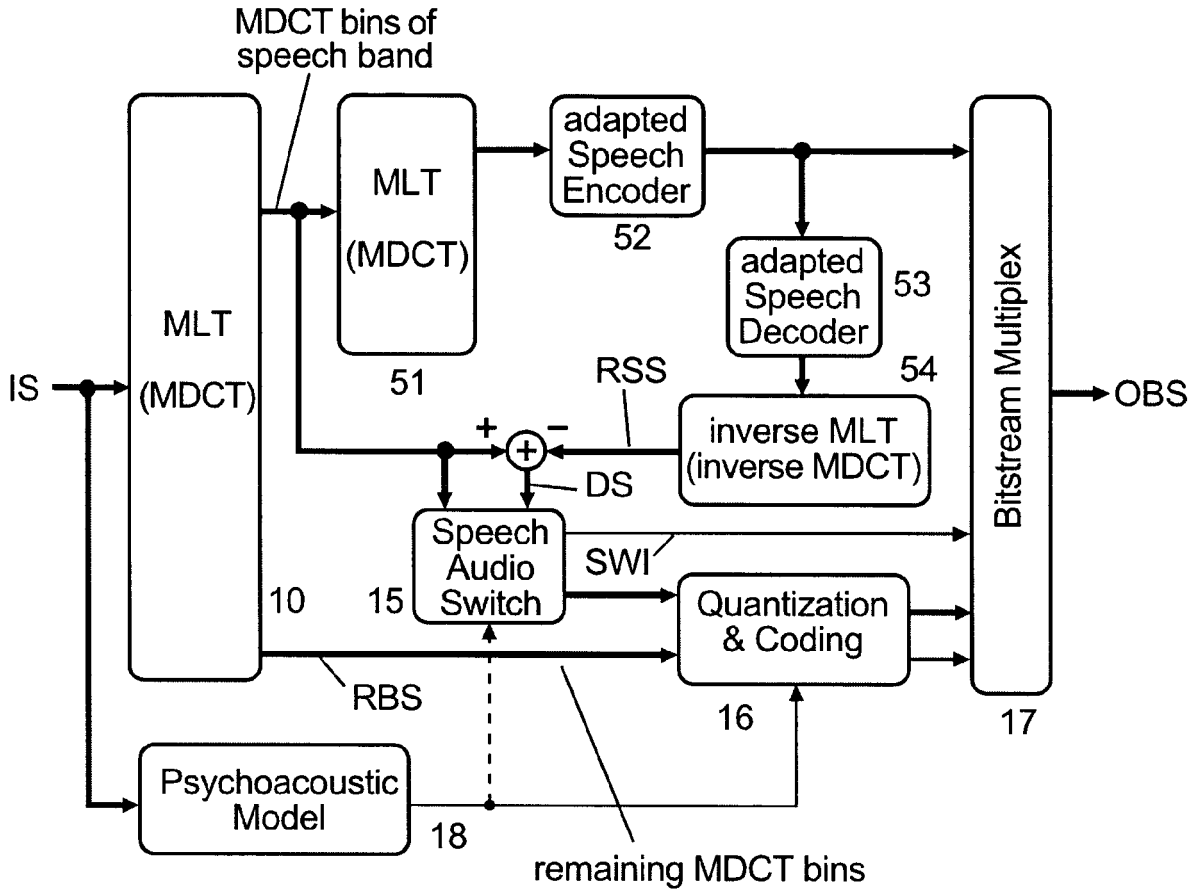 MDCT bins of
speech band
MLT
(MDCT)
10
MLT
(MDCT)
51
adapted
Speech
Encoder
52
adapted
Speech
Decoder
53
54
inverse MLT
(inverse MDCT)
RSS
IS
+
−
+
DS
Speech
Audio
Switch
15
SWI
Quantization
& Coding
16
RBS
Bitstream Multiplex
17
OBS
Psychoacoustic
Model
18
remaining MDCT bins